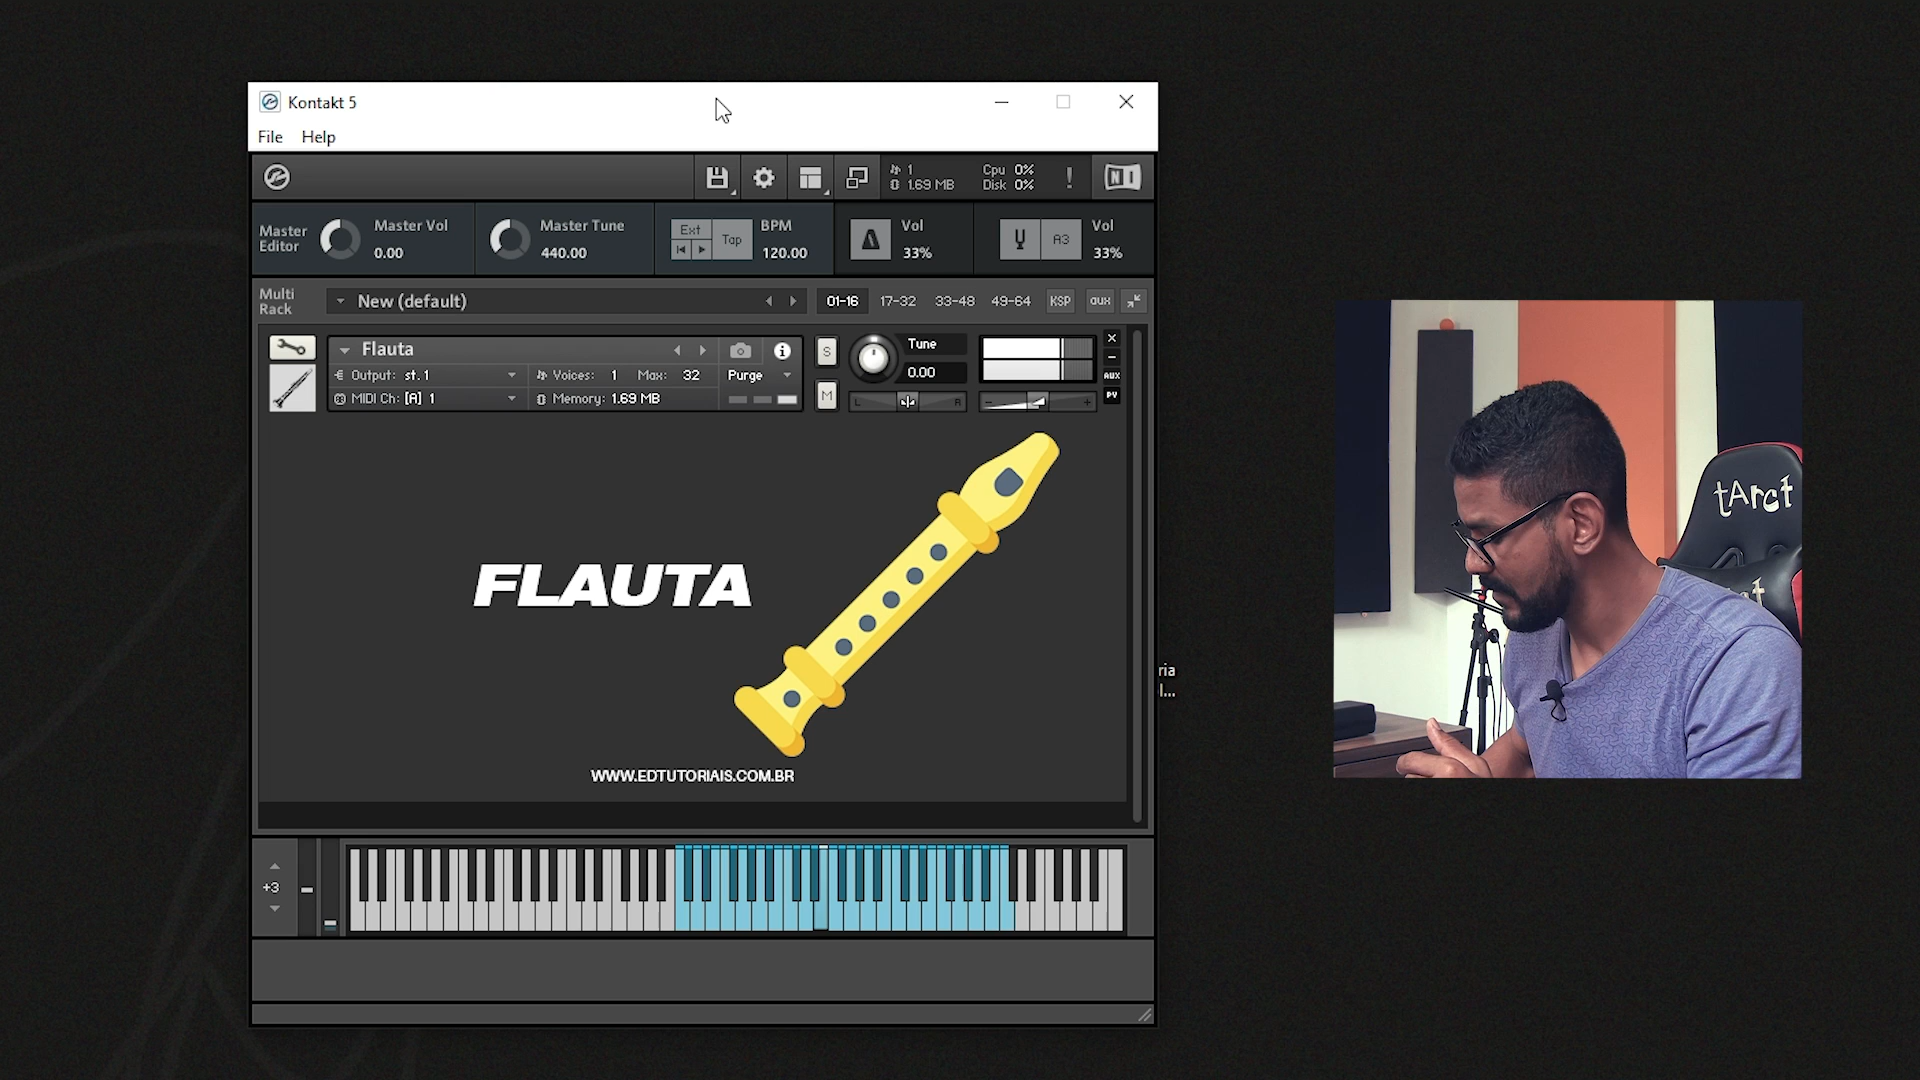 Kontakt 5
File Help
1
1.69 MB
Cpu 0%
Disk 0%
!
NI
Master Editor
Master Vol
0.00
Master Tune
440.00
Ext
Tap
BPM
120.00
Vol
33%
A3
Vol
33%
Multi Rack
New (default)
01-16 17-32 33-48 49-64 KSP aux
Flauta
Output: st.1
Voices: 1 Max: 32
Purge
MIDI Ch: [A] 1
Memory: 1.69 MB
S
M
Tune
0.00
L R
AUX
PV
FLAUTA
WWW.EDTUTORIAIS.COM.BR
+3
ria
l...
tArct